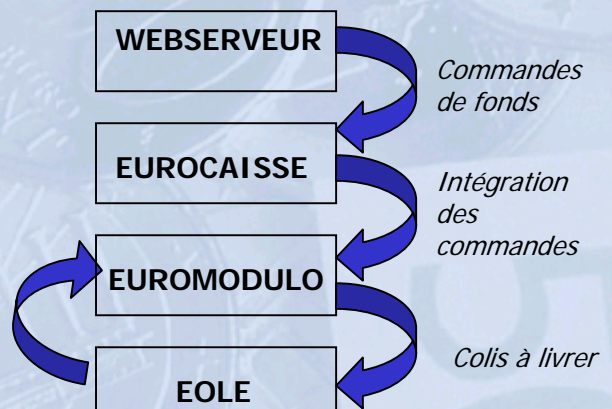 WEBSERVEUR
Commandes
de fonds
EUROCAISSE
Intégration
des
commandes
EUROMODULO
Colis à livrer
EOLE